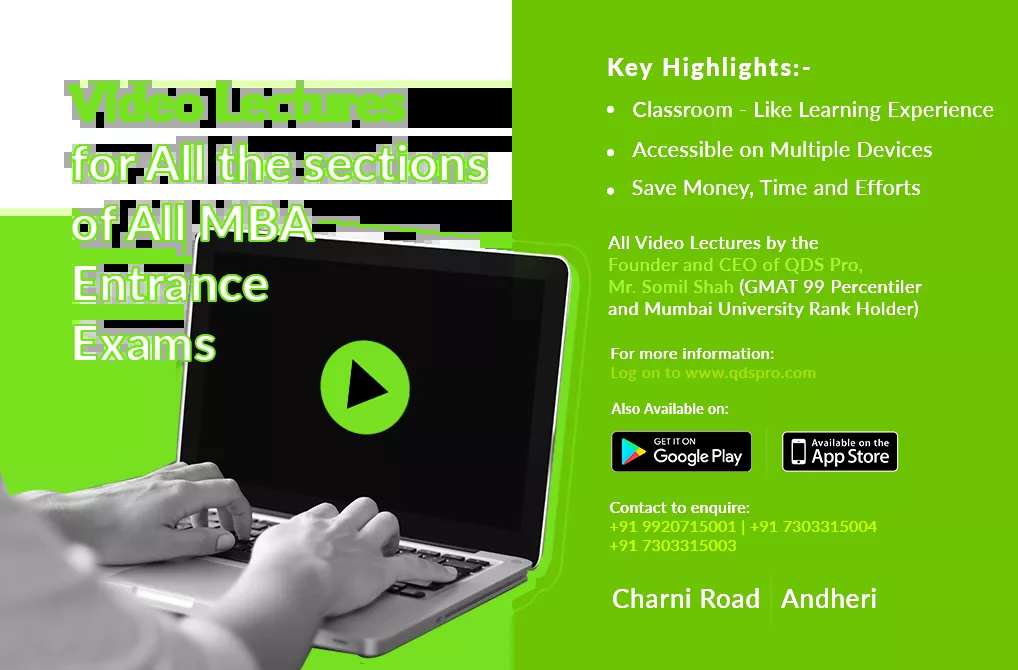 Video Lectures
for All the sections
of All MBA
Entrance
Exams
Key Highlights:-
• Classroom - Like Learning Experience
• Accessible on Multiple Devices
• Save Money, Time and Efforts
All Video Lectures by the
Founder and CEO of QDS Pro,
Mr. Somil Shah (GMAT 99 Percentiler
and Mumbai University Rank Holder)
For more information:
Log on to www.qdspro.com
Also Available on:
GET IT ON
Google Play
Available on the
App Store
Contact to enquire:
+91 9920715001 | +91 7303315004
+91 7303315003
Charni Road | Andheri